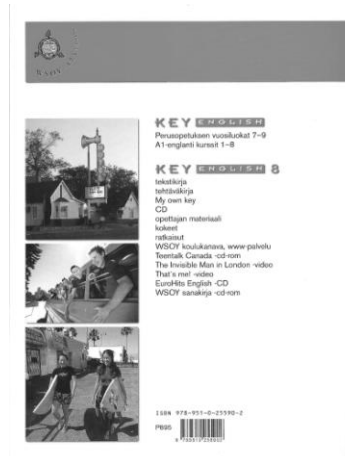 KEY ENGLISH
Perusopetuksen vuosiluokat 7–9
A1-englanti kurssit 1–8
KEY ENGLISH 8
tekstikirja
tehtäväkirja
My own key
CD
opettajan materiaali
kokeet
ratkaisut
WSOY koulukanava, www-palvelu
Teentalk Canada -cd-rom
The Invisible Man in London -video
That's me! -video
EuroHits English -CD
WSOY sanakirja -cd-rom
ISBN 978-951-0-25590-2
PB95